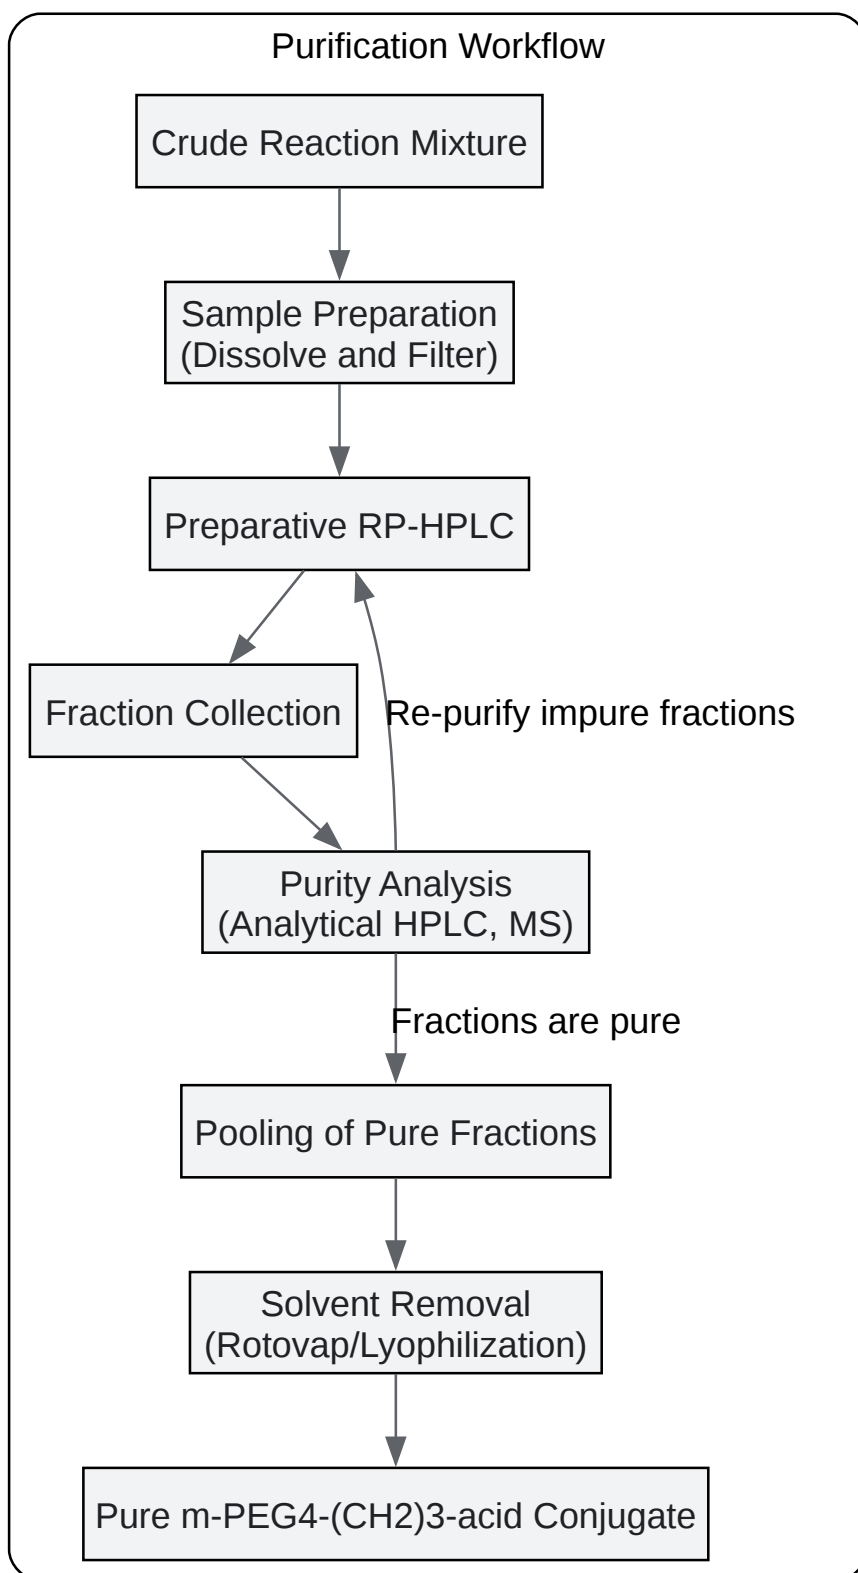 Purification Workflow
Crude Reaction Mixture
Sample Preparation
(Dissolve and Filter)
Preparative RP-HPLC
Fraction Collection
Re-purify impure fractions
Purity Analysis
(Analytical HPLC, MS)
Fractions are pure
Pooling of Pure Fractions
Solvent Removal
(Rotovap/Lyophilization)
Pure m-PEG4-(CH2)3-acid Conjugate